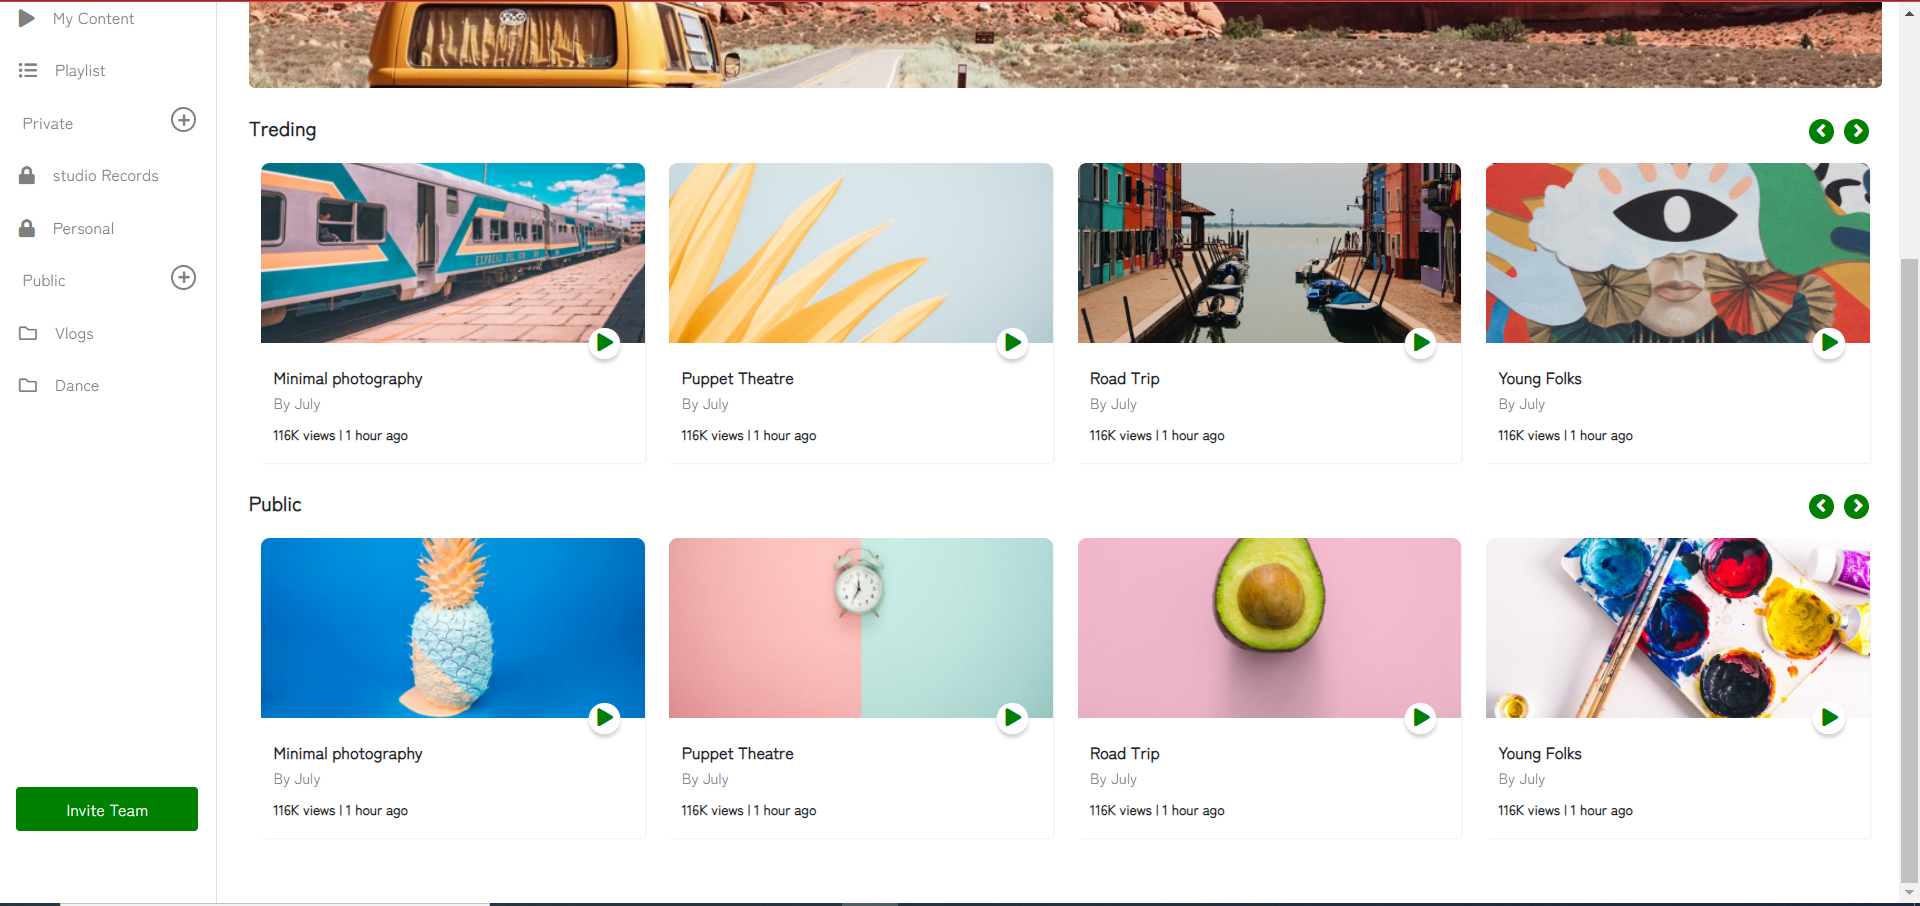 My Content
Playlist
Private
studio Records
Personal
Public
Vlogs
Dance
Invite Team
Treding
EXPRESO DEL SUR
Minimal photography
By July
116K views | 1 hour ago
Puppet Theatre
By July
116K views | 1 hour ago
Road Trip
By July
116K views | 1 hour ago
Young Folks
By July
116K views | 1 hour ago
Public
Minimal photography
By July
116K views | 1 hour ago
Puppet Theatre
By July
116K views | 1 hour ago
Road Trip
By July
116K views | 1 hour ago
Young Folks
By July
116K views | 1 hour ago